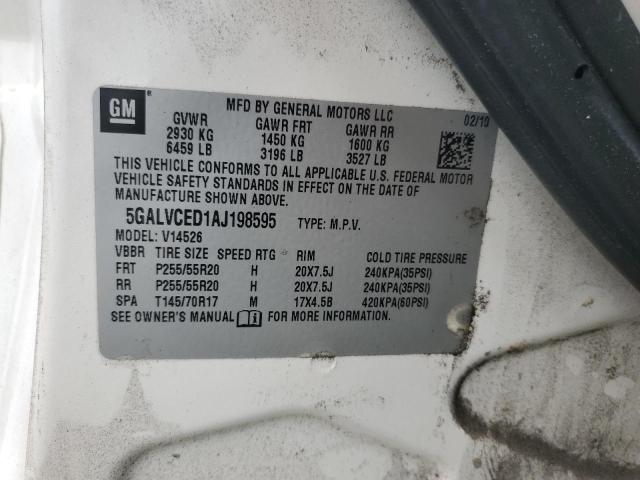 GM
MFD BY GENERAL MOTORS LLC
02/10
GVWR GAWR FRT GAWR RR
2930 KG 1450 KG 1600 KG
6459 LB 3196 LB 3527 LB
THIS VEHICLE CONFORMS TO ALL APPLICABLE U.S. FEDERAL MOTOR
VEHICLE SAFETY STANDARDS IN EFFECT ON THE DATE OF
MANUFACTURE SHOWN ABOVE.
5GALVCED1AJ198595 TYPE: M.P.V.
MODEL: V14526
VBBR TIRE SIZE SPEED RTG RIM COLD TIRE PRESSURE
FRT P255/55R20 H 20X7.5J 240KPA(35PSI)
RR P255/55R20 H 20X7.5J 240KPA(35PSI)
SPA T145/70R17 M 17X4.5B 420KPA(60PSI)
SEE OWNER'S MANUAL FOR MORE INFORMATION.